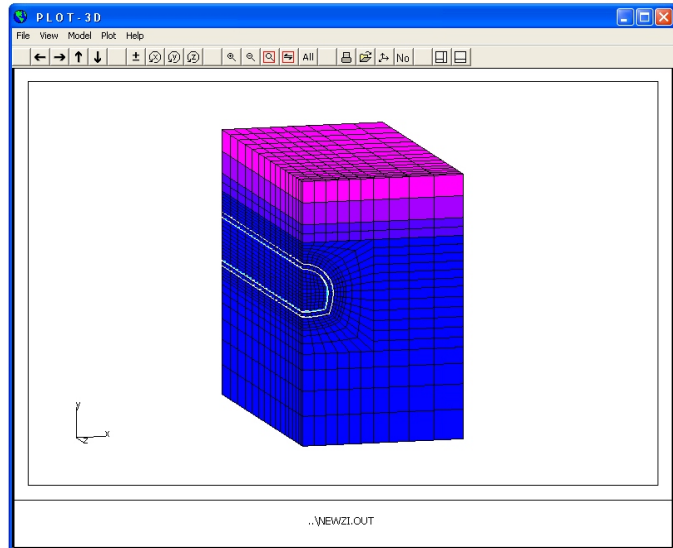 PLOT-3D
File View Model Plot Help
± x y z All No
y
z
x
..\NEWZI.OUT